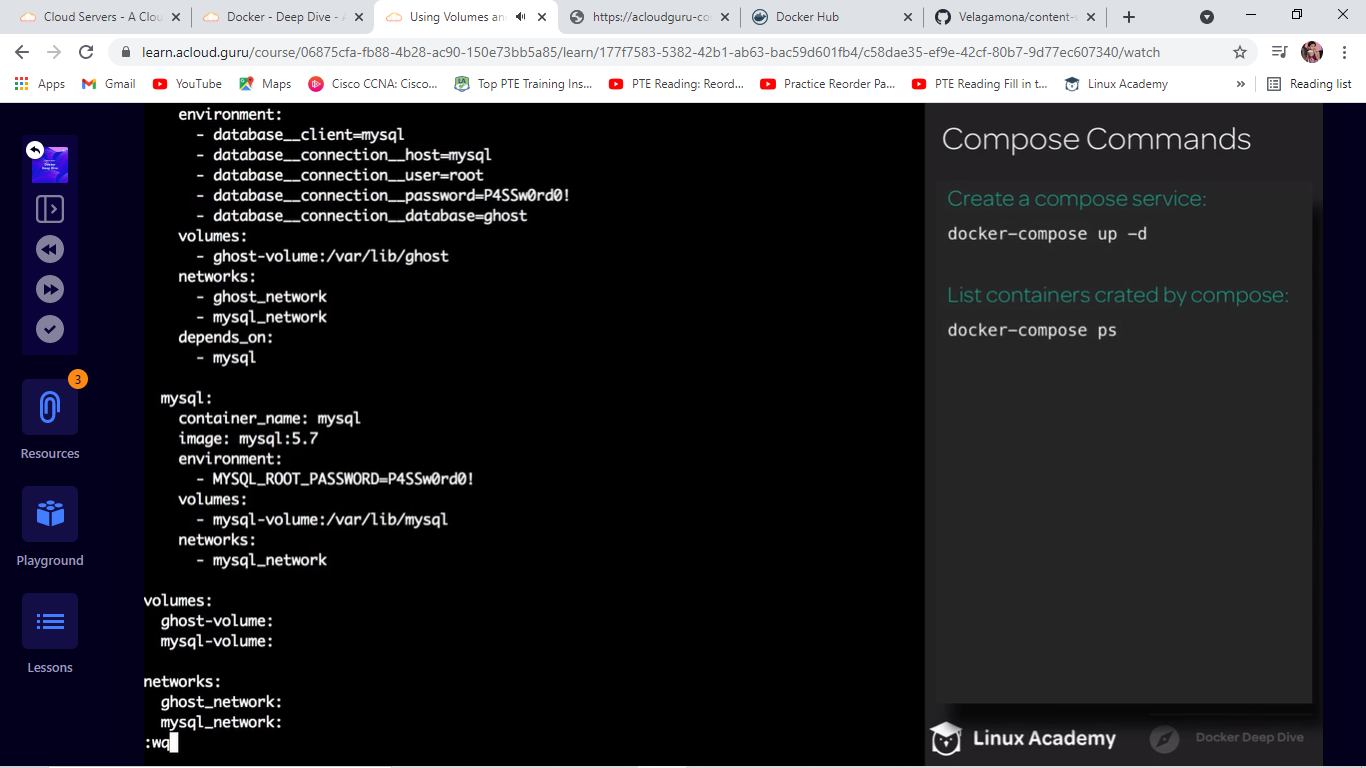 Cloud Servers - A Clou
Docker - Deep Dive - A
Using Volumes and
https://acloudguru-co
Docker Hub
Velagamona/content-
learn.acloud.guru/course/06875cfa-fb88-4b28-ac90-150e73bb5a85/learn/177f7583-5382-42b1-ab63-bac59d601fb4/c58dae35-ef9e-42cf-80b7-9d77ec607340/watch
Apps
Gmail
YouTube
Maps
Cisco CCNA: Cisco...
Top PTE Training Ins...
PTE Reading: Reord...
Practice Reorder Pa...
PTE Reading Fill in t...
Linux Academy
»
Reading list
Docker
Deep Dive
3
Resources
Playground
Lessons
environment:
- database__client=mysql
- database__connection__host=mysql
- database__connection__user=root
- database__connection__password=P4SSw0rd0!
- database__connection__database=ghost
volumes:
- ghost-volume:/var/lib/ghost
networks:
- ghost_network
- mysql_network
depends_on:
- mysql
mysql:
container_name: mysql
image: mysql:5.7
environment:
- MYSQL_ROOT_PASSWORD=P4SSw0rd0!
volumes:
- mysql-volume:/var/lib/mysql
networks:
- mysql_network
volumes:
ghost-volume:
mysql-volume:
networks:
ghost_network:
mysql_network:
:wq
Compose Commands
Create a compose service:
docker-compose up -d
List containers crated by compose:
docker-compose ps
Linux Academy
Docker Deep Dive